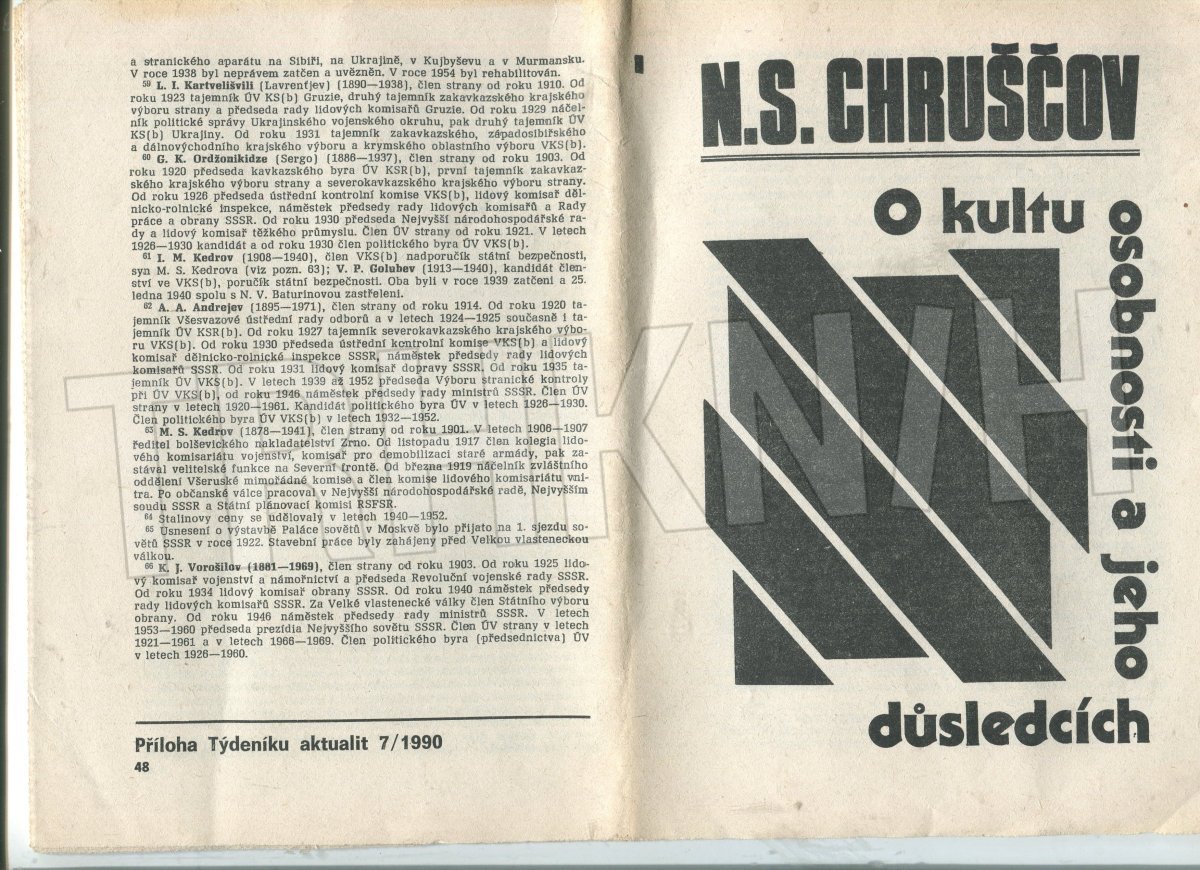 a stranického aparátu na Sibiři, na Ukrajině, v Kujbyševu a v Murmansku.
V roce 1938 byl neprávem zatčen a uvězněn. V roce 1954 byl rehabilitován.
59 L. I. Kartvelišvili (Lavrenťjev) (1890—1938), člen strany od roku 1910. Od
roku 1923 tajemník ÚV KS(b) Gruzie, druhý tajemník zakavkazského krajského
výboru strany a předseda rady lidových komisařů Gruzie. Od roku 1929 náčel-
ník politické správy Ukrajinského vojenského okruhu, pak druhý tajemník ÚV
KS(b) Ukrajiny. Od roku 1931 tajemník zakavkazského, západosibiřského
a dálnovýchodního krajského výboru a krymského oblastního výboru VKS(b).
60 G. K. Ordžonikidze (Sergo) (1886—1937), člen strany od roku 1903. Od
roku 1920 předseda kavkazského byra ÚV KSR(b), první tajemník zakavkaz-
ského krajského výboru strany a severokavkazského krajského výboru strany.
Od roku 1926 předseda ústřední kontrolní komise VKS(b), lidový komisař děl-
nicko-rolnické inspekce, náměstek předsedy rady lidových komisařů a Rady
práce a obrany SSSR. Od roku 1930 předseda Nejvyšší národohospodářské ra-
dy a lidový komisař těžkého průmyslu. Člen ÚV strany od roku 1921. V letech
1926—1930 kandidát a od roku 1930 člen politického byra ÚV VKS(b).
61 I. M. Kedrov (1908—1940), člen VKS(b) nadporučík státní bezpečnosti,
syn M. S. Kedrova (viz pozn. 63); V. P. Golubev (1913—1940), kandidát člen-
ství ve VKS(b), poručík státní bezpečnosti. Oba byli v roce 1939 zatčeni a 25.
ledna 1940 spolu s N. V. Baturinovou zastřeleni.
62 A. A. Andrejev (1895—1971), člen strany od roku 1914. Od roku 1920 ta-
jemník Všesvazové ústřední rady odborů a v letech 1924—1925 současně i ta-
jemník ÚV KSR(b). Od roku 1927 tajemník severokavkazského krajského výbo-
ru VKS(b). Od roku 1930 předseda ústřední kontrolní komise VKS(b) a lidový
komisař dělnicko-rolnické inspekce SSSR, náměstek předsedy rady lidových
komisařů SSSR. Od roku 1931 lidový komisař dopravy SSSR. Od roku 1935 ta-
jemník ÚV VKS(b). V letech 1939 až 1952 předseda Výboru stranické kontroly
při ÚV VKS(b), od roku 1946 náměstek předsedy rady ministrů SSSR. Člen ÚV
strany v letech 1920—1961. Kandidát politického byra ÚV v letech 1926—1930.
Člen politického byra ÚV VKS(b) v letech 1932—1952.
63 M. S. Kedrov (1878—1941), člen strany od roku 1901. V letech 1906—1907
ředitel bolševického nakladatelství Zrno. Od listopadu 1917 člen kolegia lido-
vého komisariátu vojenství, komisař pro demobilizaci staré armády, pak za-
stával velitelské funkce na Severní frontě. Od března 1919 náčelník zvláštního
oddělení Všeruské mimořádné komise a člen komise lidového komisariátu vni-
tra. Po občanské válce pracoval v Nejvyšší národohospodářské radě, Nejvyšším
soudu SSSR a Státní plánovací komisi RSFSR.
64 Stalinovy ceny se udělovaly v letech 1940—1952.
65 Usnesení o výstavbě Paláce sovětů v Moskvě bylo přijato na 1. sjezdu so-
větů SSSR v roce 1922. Stavební práce byly zahájeny před Velkou vlasteneckou
válkou.
66 K. J. Vorošilov (1881—1969), člen strany od roku 1903. Od roku 1925 lido-
vý komisař vojenství a námořnictví a předseda Revoluční vojenské rady SSSR.
Od roku 1934 lidový komisař obrany SSSR. Od roku 1940 náměstek předsedy
rady lidových komisařů SSSR. Za Velké vlastenecké války člen Státního výboru
obrany. Od roku 1946 náměstek předsedy rady ministrů SSSR. V letech
1953—1960 předseda prezídia Nejvyššího sovětu SSSR. Člen ÚV strany v letech
1921—1961 a v letech 1966—1969. Člen politického byra (předsednictva) ÚV
v letech 1926—1960.
Příloha Týdeníku aktualit 7/1990
48
N.S. CHRUŠČOV
O kultu
osobnosti a jeho
důsledcích